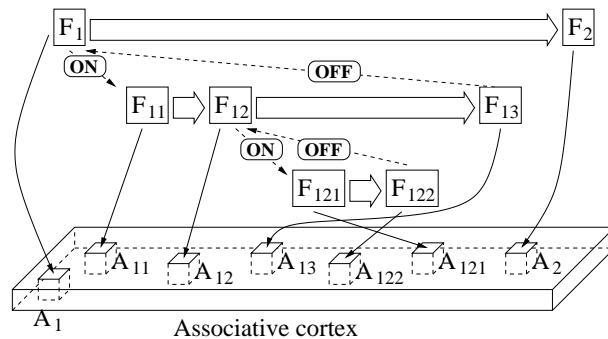 F1 F2
ON OFF
F11 F12 F13
ON OFF
F121 F122
A11 A12 A13 A122 A121 A2
A1
Associative cortex